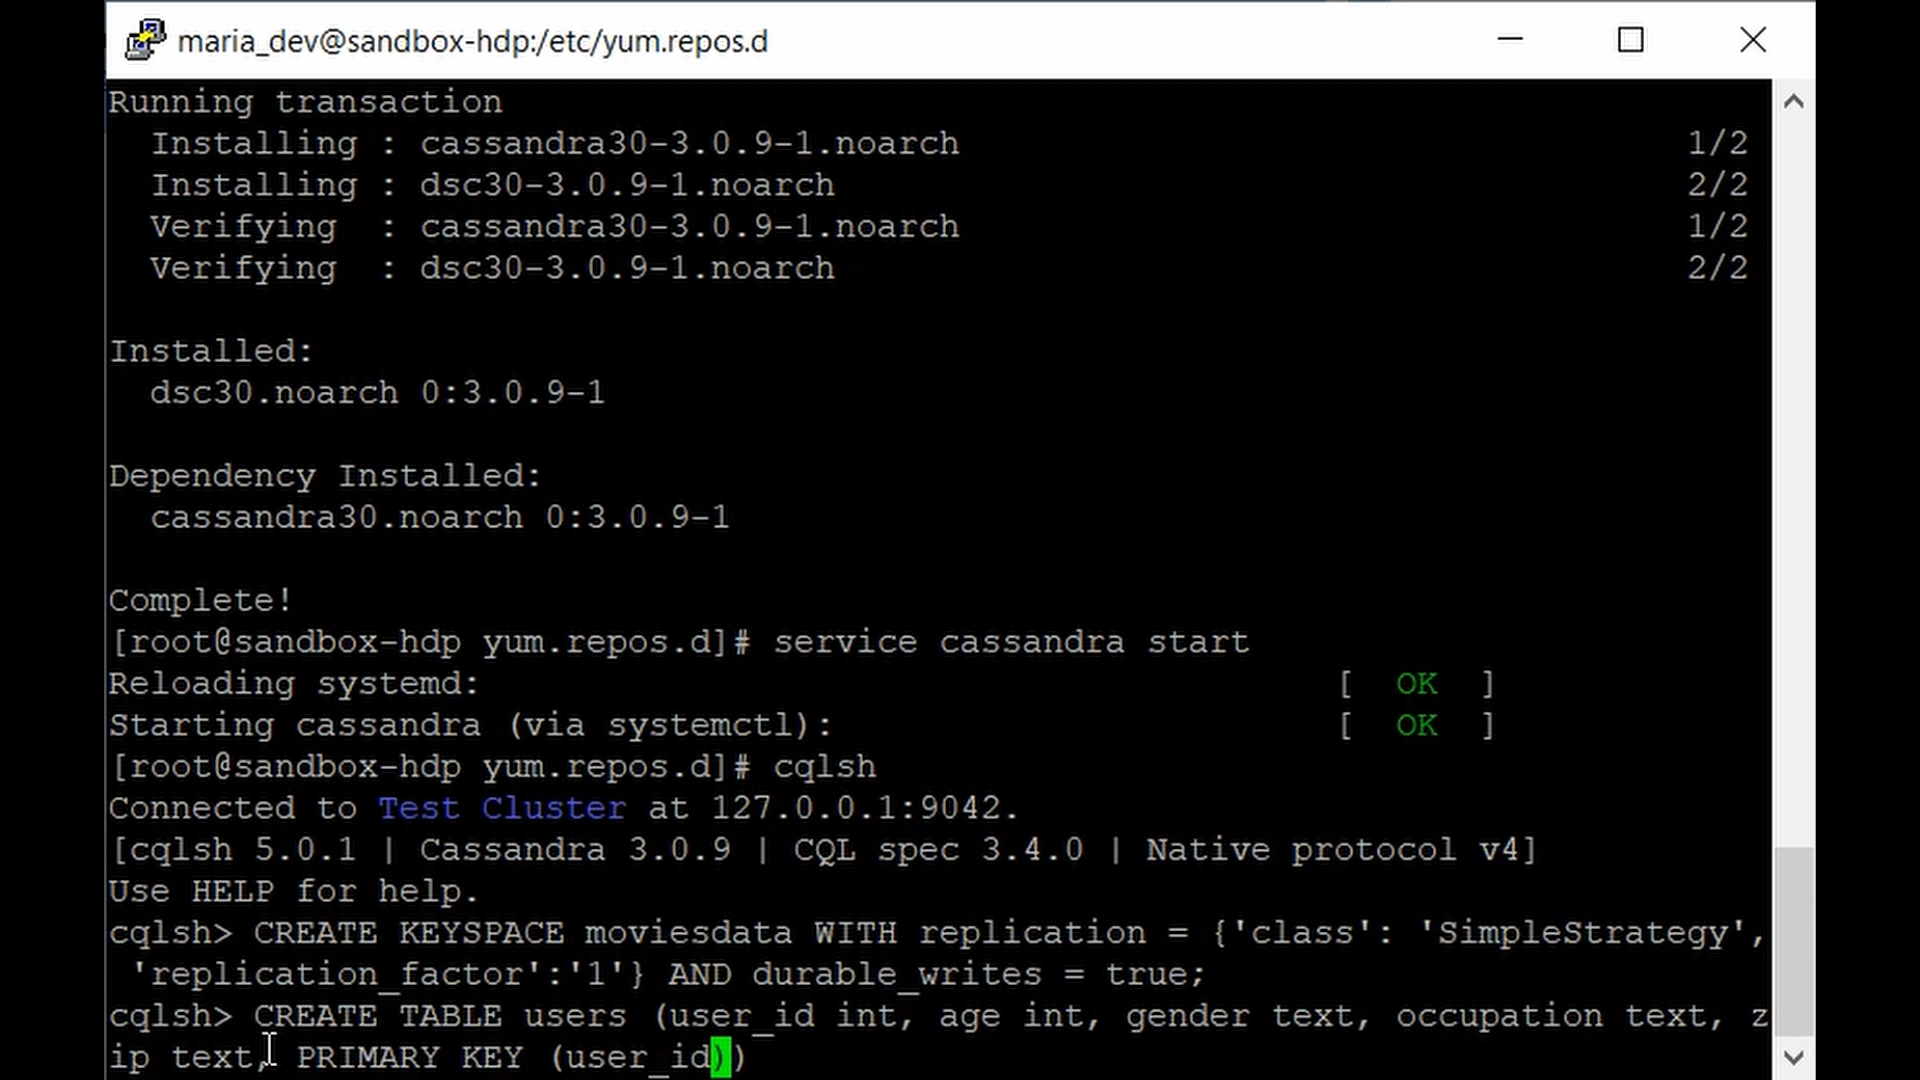 maria_dev@sandbox-hdp:/etc/yum.repos.d
Running transaction
  Installing : cassandra30-3.0.9-1.noarch 1/2
  Installing : dsc30-3.0.9-1.noarch 2/2
  Verifying  : cassandra30-3.0.9-1.noarch 1/2
  Verifying  : dsc30-3.0.9-1.noarch 2/2
Installed:
  dsc30.noarch 0:3.0.9-1
Dependency Installed:
  cassandra30.noarch 0:3.0.9-1
Complete!
[root@sandbox-hdp yum.repos.d]# service cassandra start
Reloading systemd: [  OK  ]
Starting cassandra (via systemctl): [  OK  ]
[root@sandbox-hdp yum.repos.d]# cqlsh
Connected to Test Cluster at 127.0.0.1:9042.
[cqlsh 5.0.1 | Cassandra 3.0.9 | CQL spec 3.4.0 | Native protocol v4]
Use HELP for help.
cqlsh> CREATE KEYSPACE moviesdata WITH replication = {'class': 'SimpleStrategy',
 'replication_factor':'1'} AND durable_writes = true;
cqlsh> CREATE TABLE users (user_id int, age int, gender text, occupation text, z
ip text, PRIMARY KEY (user_id))